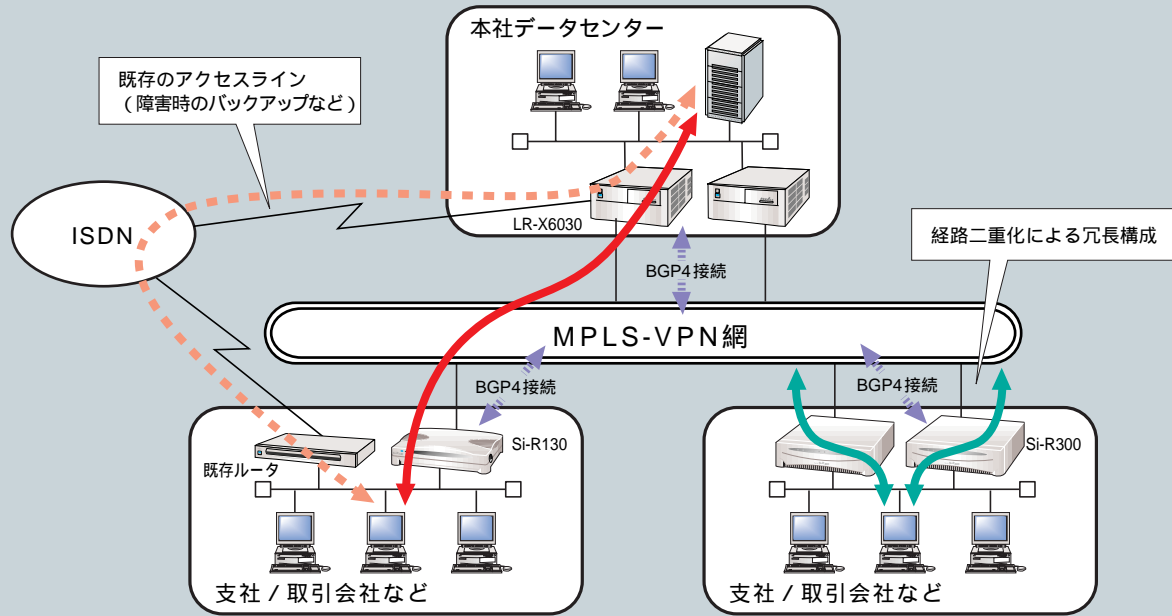 本社データセンター
既存のアクセスライン
（障害時のバックアップなど）
LR-X6030
ISDN
BGP4接続
経路二重化による冗長構成
MPLS-VPN網
BGP4接続
BGP4接続
既存ルータ
Si-R130
Si-R300
支社 / 取引会社など
支社 / 取引会社など